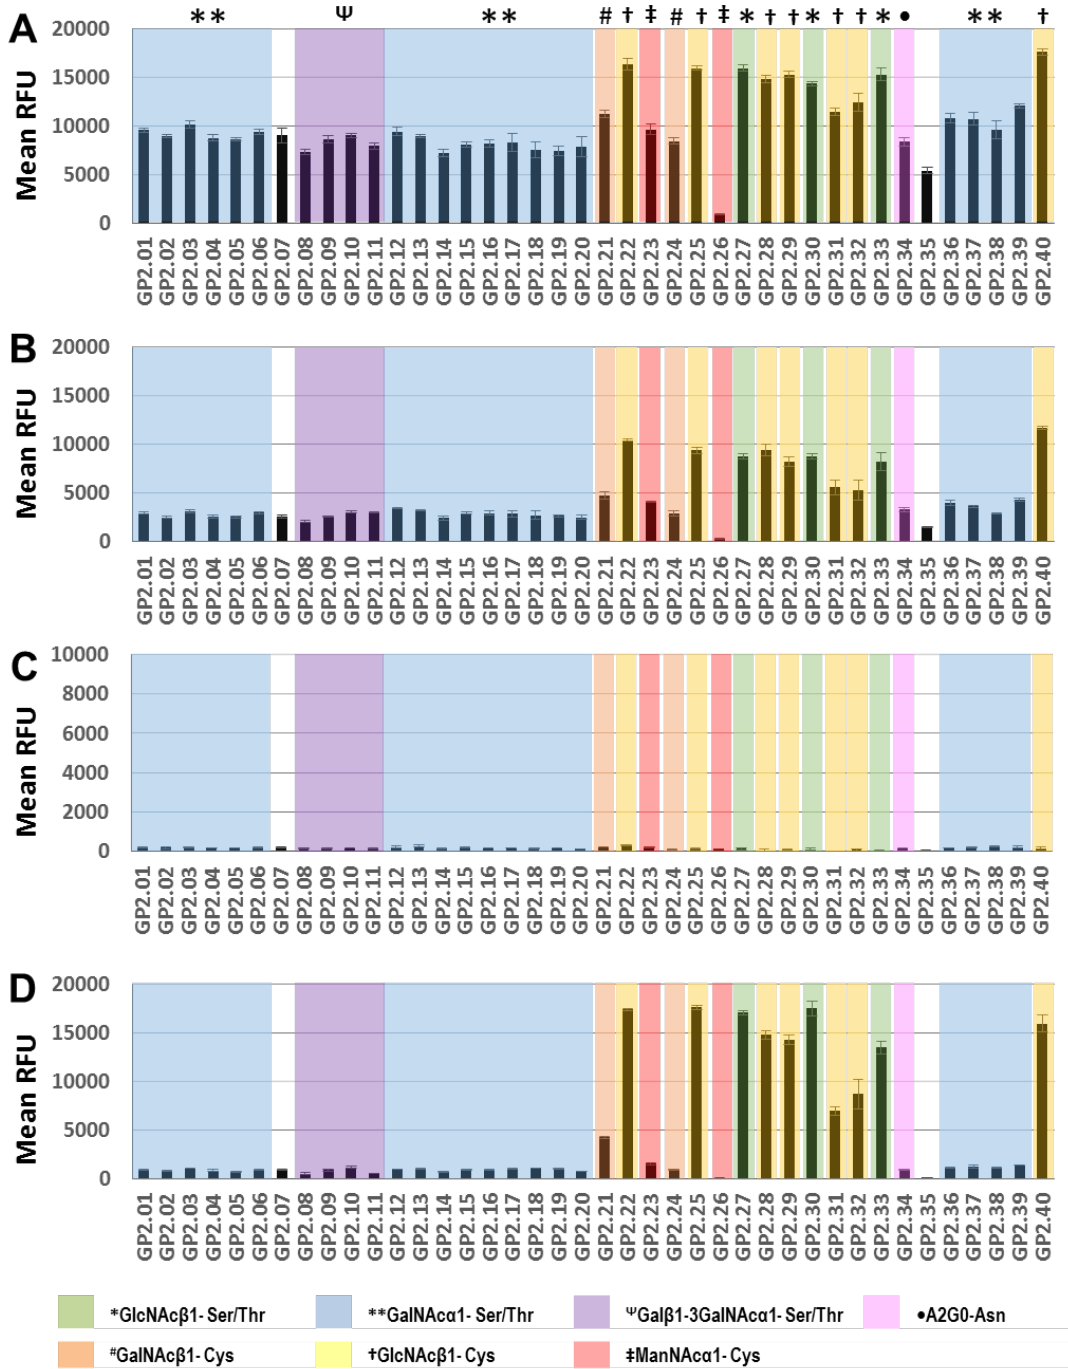 ** Ψ ** # † ‡ # † ‡ * † † * † † * • ** †
A
Mean RFU
20000
15000
10000
5000
0
GP2.01 GP2.02 GP2.03 GP2.04 GP2.05 GP2.06 GP2.07 GP2.08 GP2.09 GP2.10 GP2.11 GP2.12 GP2.13 GP2.14 GP2.15 GP2.16 GP2.17 GP2.18 GP2.19 GP2.20 GP2.21 GP2.22 GP2.23 GP2.24 GP2.25 GP2.26 GP2.27 GP2.28 GP2.29 GP2.30 GP2.31 GP2.32 GP2.33 GP2.34 GP2.35 GP2.36 GP2.37 GP2.38 GP2.39 GP2.40
B
Mean RFU
20000
15000
10000
5000
0
GP2.01 GP2.02 GP2.03 GP2.04 GP2.05 GP2.06 GP2.07 GP2.08 GP2.09 GP2.10 GP2.11 GP2.12 GP2.13 GP2.14 GP2.15 GP2.16 GP2.17 GP2.18 GP2.19 GP2.20 GP2.21 GP2.22 GP2.23 GP2.24 GP2.25 GP2.26 GP2.27 GP2.28 GP2.29 GP2.30 GP2.31 GP2.32 GP2.33 GP2.34 GP2.35 GP2.36 GP2.37 GP2.38 GP2.39 GP2.40
C
Mean RFU
10000
8000
6000
4000
2000
0
GP2.01 GP2.02 GP2.03 GP2.04 GP2.05 GP2.06 GP2.07 GP2.08 GP2.09 GP2.10 GP2.11 GP2.12 GP2.13 GP2.14 GP2.15 GP2.16 GP2.17 GP2.18 GP2.19 GP2.20 GP2.21 GP2.22 GP2.23 GP2.24 GP2.25 GP2.26 GP2.27 GP2.28 GP2.29 GP2.30 GP2.31 GP2.32 GP2.33 GP2.34 GP2.35 GP2.36 GP2.37 GP2.38 GP2.39 GP2.40
D
Mean RFU
20000
15000
10000
5000
0
GP2.01 GP2.02 GP2.03 GP2.04 GP2.05 GP2.06 GP2.07 GP2.08 GP2.09 GP2.10 GP2.11 GP2.12 GP2.13 GP2.14 GP2.15 GP2.16 GP2.17 GP2.18 GP2.19 GP2.20 GP2.21 GP2.22 GP2.23 GP2.24 GP2.25 GP2.26 GP2.27 GP2.28 GP2.29 GP2.30 GP2.31 GP2.32 GP2.33 GP2.34 GP2.35 GP2.36 GP2.37 GP2.38 GP2.39 GP2.40
*GlcNAcβ1- Ser/Thr **GalNAcα1- Ser/Thr ΨGalβ1-3GalNAcα1- Ser/Thr •A2G0-Asn
#GalNAcβ1- Cys †GlcNAcβ1- Cys ‡ManNAcα1- Cys